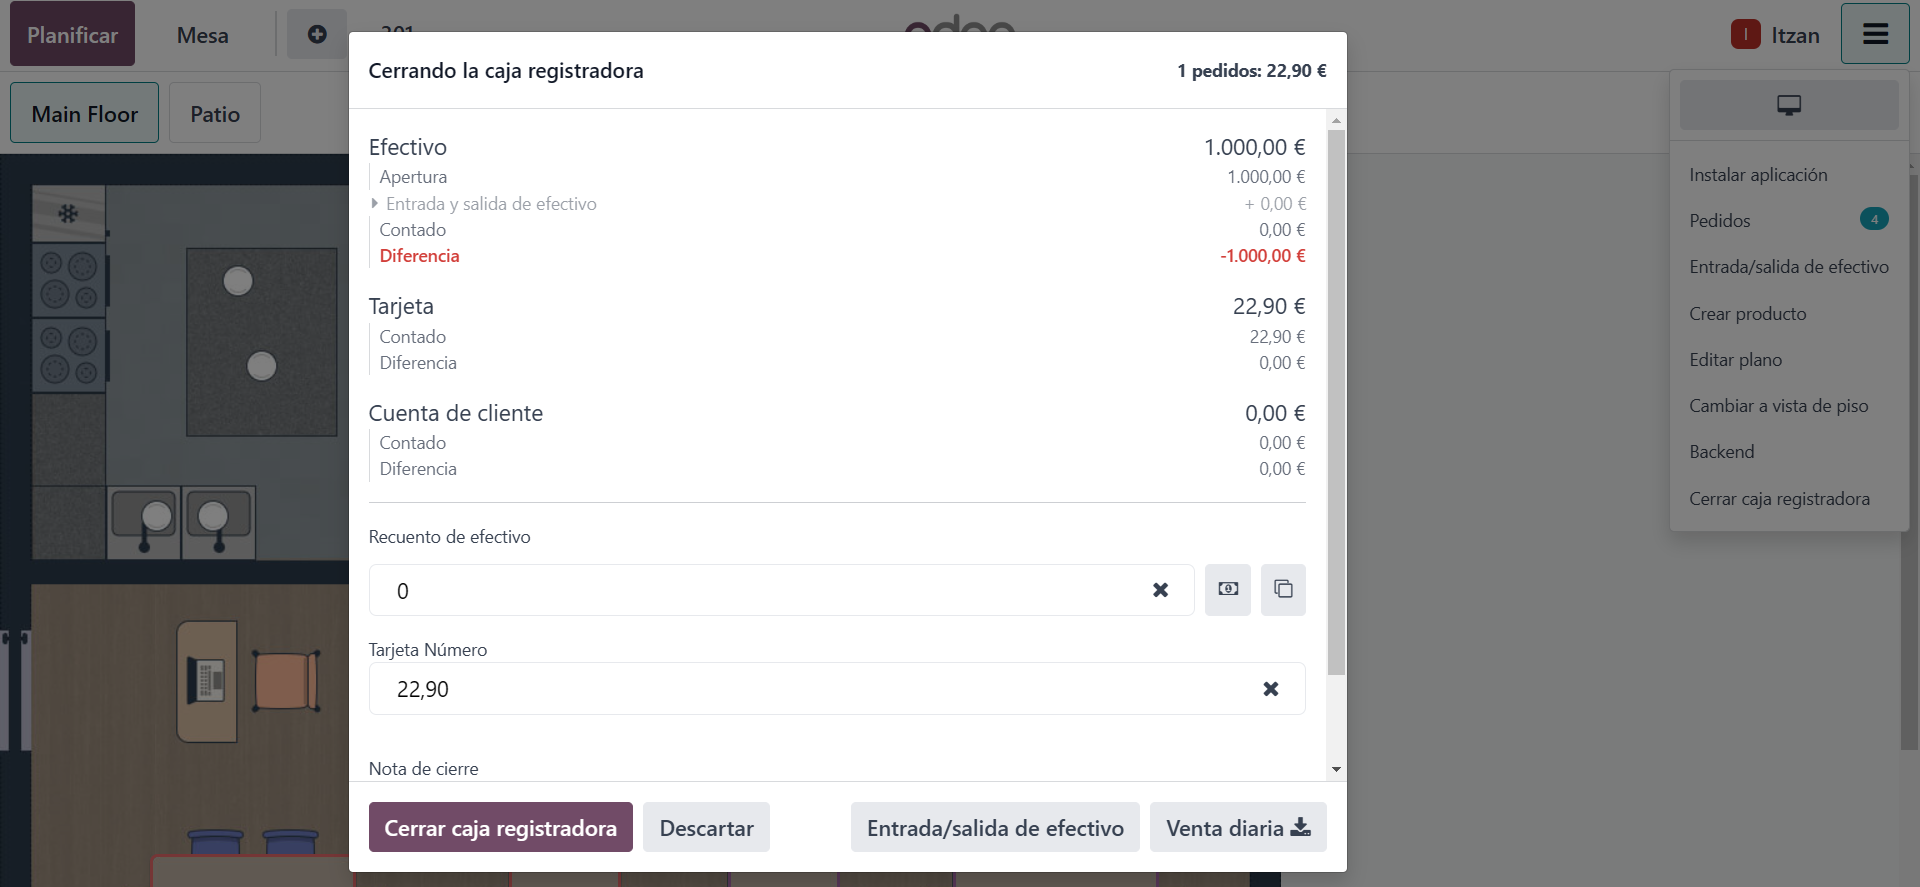 Planificar
Mesa
301
odoo
I
Itzan
Main Floor
Patio
Cerrando la caja registradora
1 pedidos: 22,90 €
Efectivo
1.000,00 €
Apertura
1.000,00 €
Entrada y salida de efectivo
+ 0,00 €
Contado
0,00 €
Diferencia
-1.000,00 €
Tarjeta
22,90 €
Contado
22,90 €
Diferencia
0,00 €
Cuenta de cliente
0,00 €
Contado
0,00 €
Diferencia
0,00 €
Recuento de efectivo
0
Tarjeta Número
22,90
Nota de cierre
Cerrar caja registradora
Descartar
Entrada/salida de efectivo
Venta diaria
Instalar aplicación
Pedidos
4
Entrada/salida de efectivo
Crear producto
Editar plano
Cambiar a vista de piso
Backend
Cerrar caja registradora